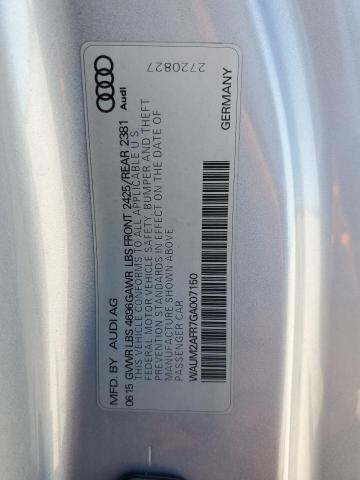 MFD. BY AUDI AG
06 15 GVWR LBS 4696 GAWR LBS FRONT 2425/REAR 2381
THIS VEHICLE CONFORMS TO ALL APPLICABLE U S
FEDERAL MOTOR VEHICLE SAFETY, BUMPER AND THEFT
PREVENTION STANDARDS IN EFFECT ON THE DATE OF
MANUFACTURE SHOWN ABOVE
PASSENGER CAR
WAUM2AFR7GA007150
GERMANY
Audi
2720827